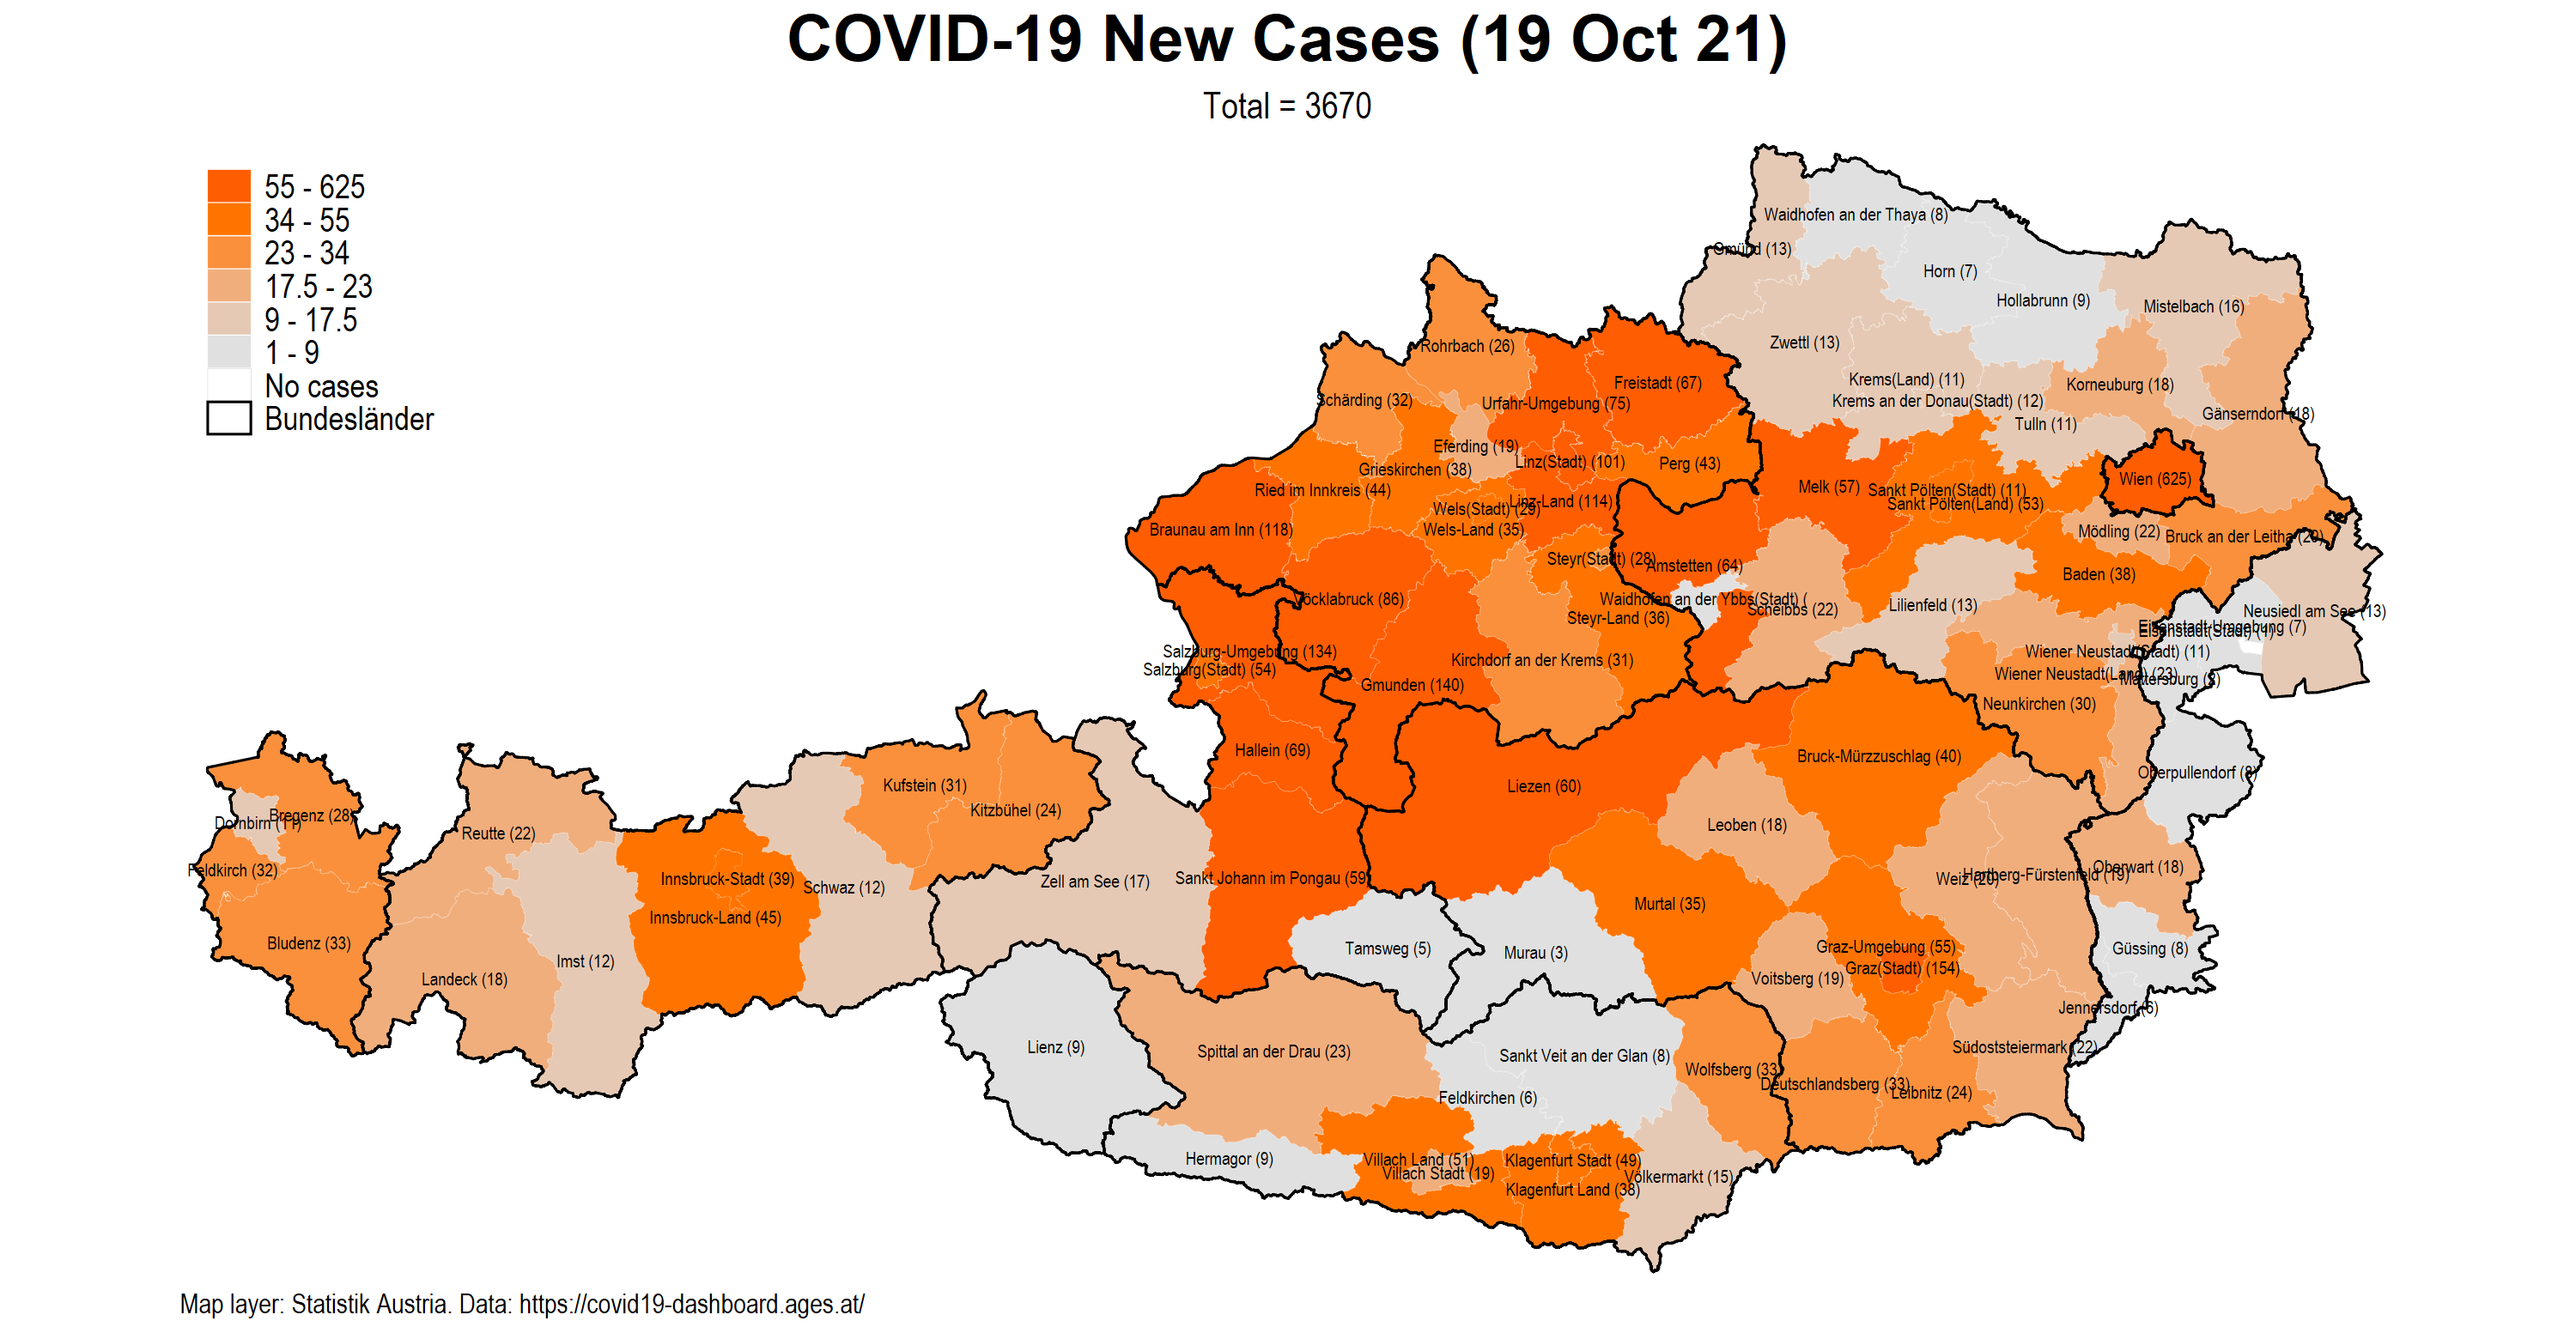 COVID-19 New Cases (19 Oct 21)
Total = 3670
55 - 625
34 - 55
23 - 34
17.5 - 23
9 - 17.5
1 - 9
No cases
Bundesländer
Waidhofen an der Thaya (8)
Gmünd (13)
Horn (7)
Hollabrunn (9)
Mistelbach (16)
Zwettl (13)
Rohrbach (26)
Freistadt (67)
Krems(Land) (11)
Korneuburg (18)
Schärding (32)
Urfahr-Umgebung (75)
Krems an der Donau(Stadt) (12)
Gänserndorf (18)
Tulln (11)
Eferding (19)
Linz(Stadt) (101)
Perg (43)
Grieskirchen (38)
Wien (625)
Melk (57)
Sankt Pölten(Stadt) (11)
Ried im Innkreis (44)
Linz-Land (114)
Sankt Pölten(Land) (53)
Wels(Stadt) (29)
Braunau am Inn (118)
Wels-Land (35)
Mödling (22)
Bruck an der Leitha (29)
Steyr(Stadt) (28)
Amstetten (64)
Baden (38)
Vöcklabruck (86)
Waidhofen an der Ybbs(Stadt) (
Scheibbs (22)
Lilienfeld (13)
Neusiedl am See (13)
Steyr-Land (36)
Eisenstadt-Umgebung (7)
Eisenstadt(Stadt) (1)
Salzburg-Umgebung (134)
Wiener Neustadt(Stadt) (11)
Kirchdorf an der Krems (31)
Salzburg(Stadt) (54)
Wiener Neustadt(Land) (23)
Mattersburg
Gmunden (140)
Neunkirchen (30)
Hallein (69)
Bruck-Mürzzuschlag (40)
Oberpullendorf (8)
Kufstein (31)
Liezen (60)
Kitzbühel (24)
Bregenz (28)
Dornbirn (11)
Leoben (18)
Reutte (22)
Feldkirch (32)
Oberwart (18)
Hartberg-Fürstenfeld (19)
Weiz (20)
Innsbruck-Stadt (39)
Sankt Johann im Pongau (59)
Zell am See (17)
Schwaz (12)
Murtal (35)
Innsbruck-Land (45)
Bludenz (33)
Graz-Umgebung (55)
Tamsweg (5)
Güssing (8)
Murau (3)
Imst (12)
Graz(Stadt) (154)
Landeck (18)
Voitsberg (19)
Jennersdorf (6)
Lienz (9)
Spittal an der Drau (23)
Sankt Veit an der Glan (8)
Südoststeiermark (22)
Wolfsberg (33)
Deutschlandsberg (33)
Leibnitz (24)
Feldkirchen (6)
Hermagor (9)
Villach Land (51)
Klagenfurt Stadt (49)
Villach Stadt (19)
Völkermarkt (15)
Klagenfurt Land (38)
Map layer: Statistik Austria. Data: https://covid19-dashboard.ages.at/